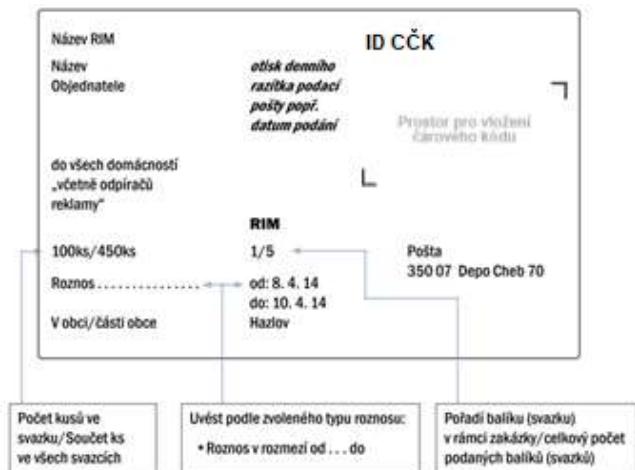 Název RIM
ID CČK
Název
Objednatele
otisk denního
razítka podací
pošty popř.
datum podání
Prostor pro vložení
čarového kódu
do všech domácností
„včetně odpíračů
reklamy"
RIM
100ks/450ks
1/5
Pošta
350 07 Depo Cheb 70
Roznos . . . . . . . . . . . . . . .
od: 8. 4. 14
do: 10. 4. 14
V obci/části obce
Hazlov
Počet kusů ve
svazku/Součet ks
ve všech svazcích
Uvést podle zvoleného typu roznosu:
• Roznos v rozmezí od . . . do
Pořadí balíku (svazku)
v rámci zakázky/celkový počet
podaných balíků (svazků)